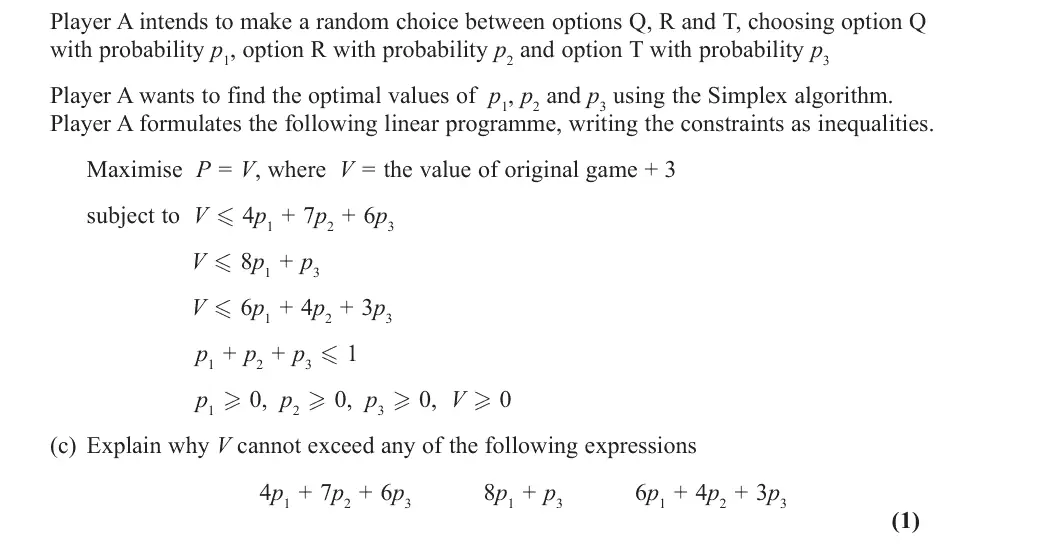 Player A intends to make a random choice between options Q, R and T, choosing option Q
with probability p₁, option R with probability p₂ and option T with probability p₃
Player A wants to find the optimal values of p₁, p₂ and p₃ using the Simplex algorithm.
Player A formulates the following linear programme, writing the constraints as inequalities.
Maximise P = V, where V = the value of original game + 3
subject to V ⩽ 4p₁ + 7p₂ + 6p₃
V ⩽ 8p₁ + p₃
V ⩽ 6p₁ + 4p₂ + 3p₃
p₁ + p₂ + p₃ ⩽ 1
p₁ ⩾ 0, p₂ ⩾ 0, p₃ ⩾ 0, V ⩾ 0
(c) Explain why V cannot exceed any of the following expressions
4p₁ + 7p₂ + 6p₃ 8p₁ + p₃ 6p₁ + 4p₂ + 3p₃
(1)